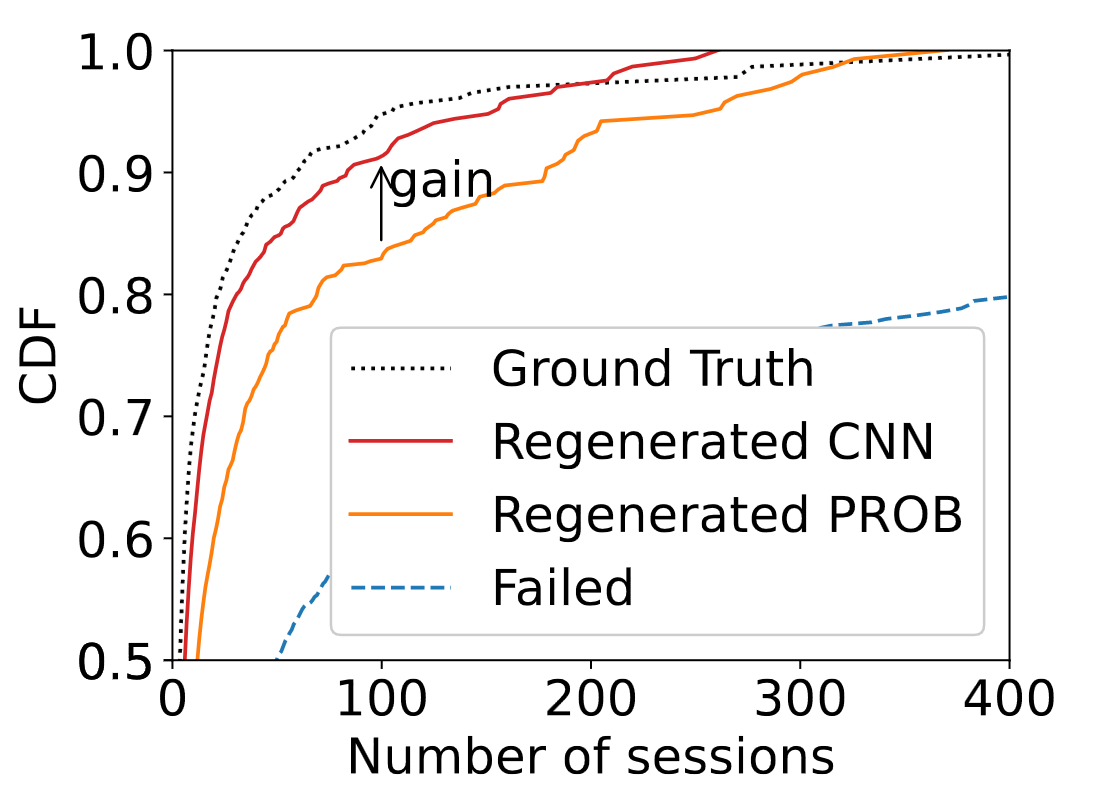 1.0
0.9
0.8
0.7
0.6
0.5
CDF
gain
Ground Truth
Regenerated CNN
Regenerated PROB
Failed
0 100 200 300 400
Number of sessions